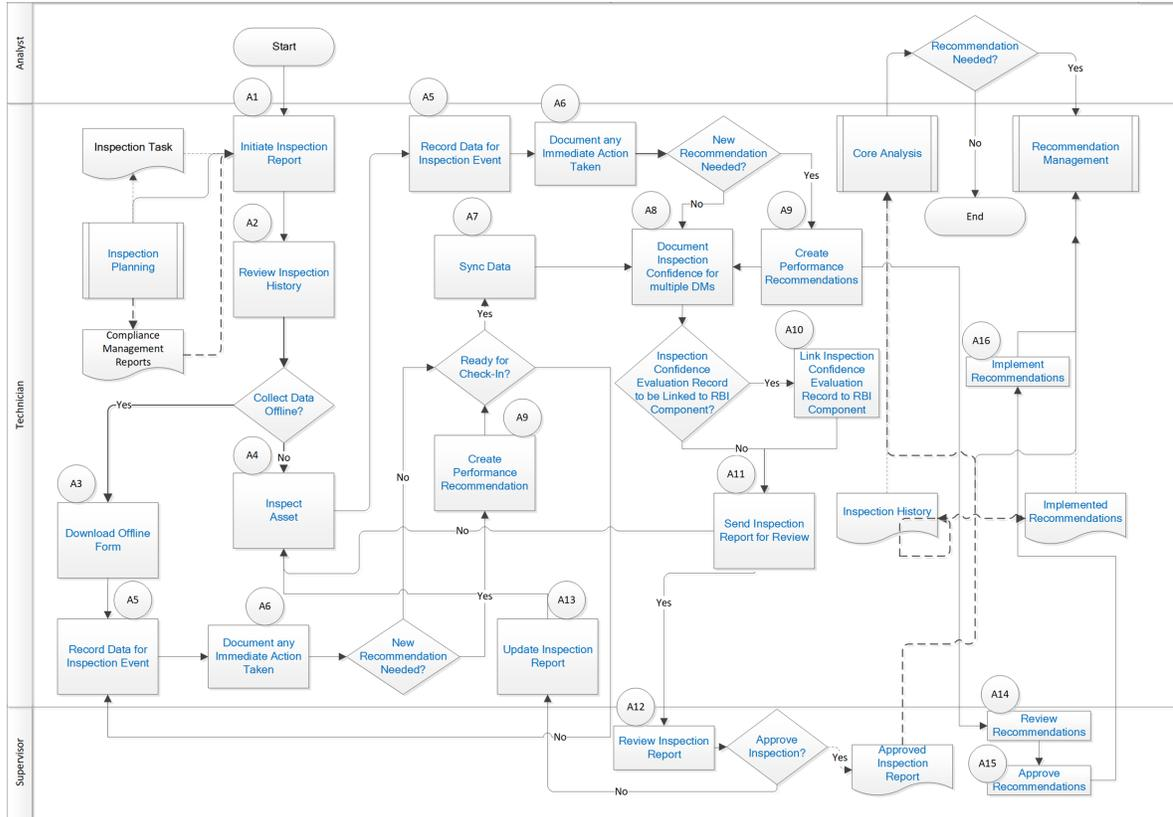 Analyst
Start
Recommendation
Needed?
Yes
No
End
Technician
A1
Initiate Inspection
Report
Inspection Task
A5
Record Data for
Inspection Event
A6
Document any
Immediate Action
Taken
New
Recommendation
Needed?
Yes
No
Core Analysis
Recommendation
Management
A2
Review Inspection
History
Inspection
Planning
Compliance
Management
Reports
A7
Sync Data
Yes
A8
Document
Inspection
Confidence for
multiple DMs
A9
Create
Performance
Recommendations
Ready for
Check-In?
Inspection
Confidence
Evaluation Record
to be Linked to RBI
Component?
Yes
No
A10
Link Inspection
Confidence
Evaluation
Record to RBI
Component
A16
Implement
Recommendations
Collect Data
Offline?
Yes
No
A9
Create
Performance
Recommendation
No
A4
Inspect
Asset
A3
Download Offline
Form
No
A11
Send Inspection
Report for Review
Yes
Inspection History
Implemented
Recommendations
A5
Record Data for
Inspection Event
A6
Document any
Immediate Action
Taken
New
Recommendation
Needed?
Yes
A13
Update Inspection
Report
Supervisor
No
A12
Review Inspection
Report
Approve
Inspection?
Yes
No
Approved
Inspection
Report
A14
Review
Recommendations
A15
Approve
Recommendations